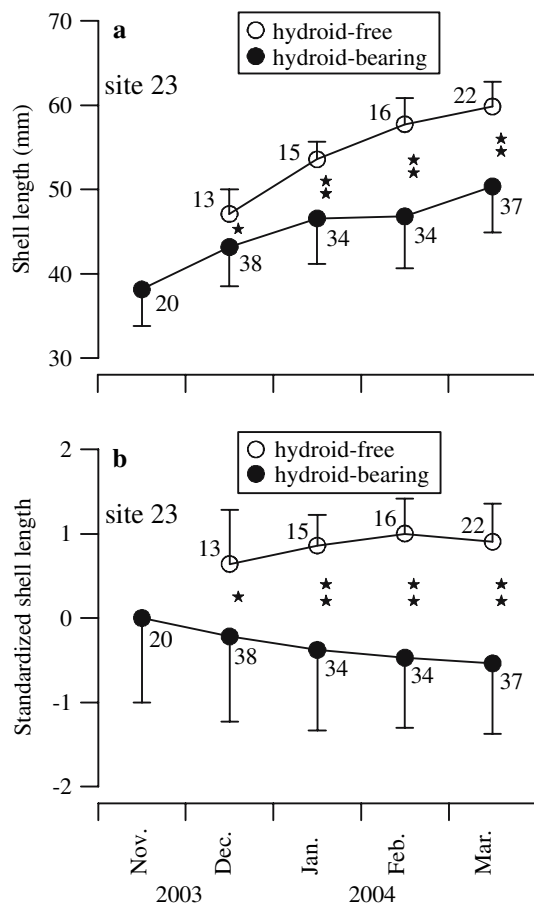 70
60
50
40
30
Shell length (mm)
a
hydroid-free
hydroid-bearing
site 23
13
15
16
22
20
38
34
34
37
2
1
0
-1
-2
Standardized shell length
b
hydroid-free
hydroid-bearing
site 23
13
15
16
22
20
38
34
34
37
Nov.
Dec.
Jan.
Feb.
Mar.
2003
2004